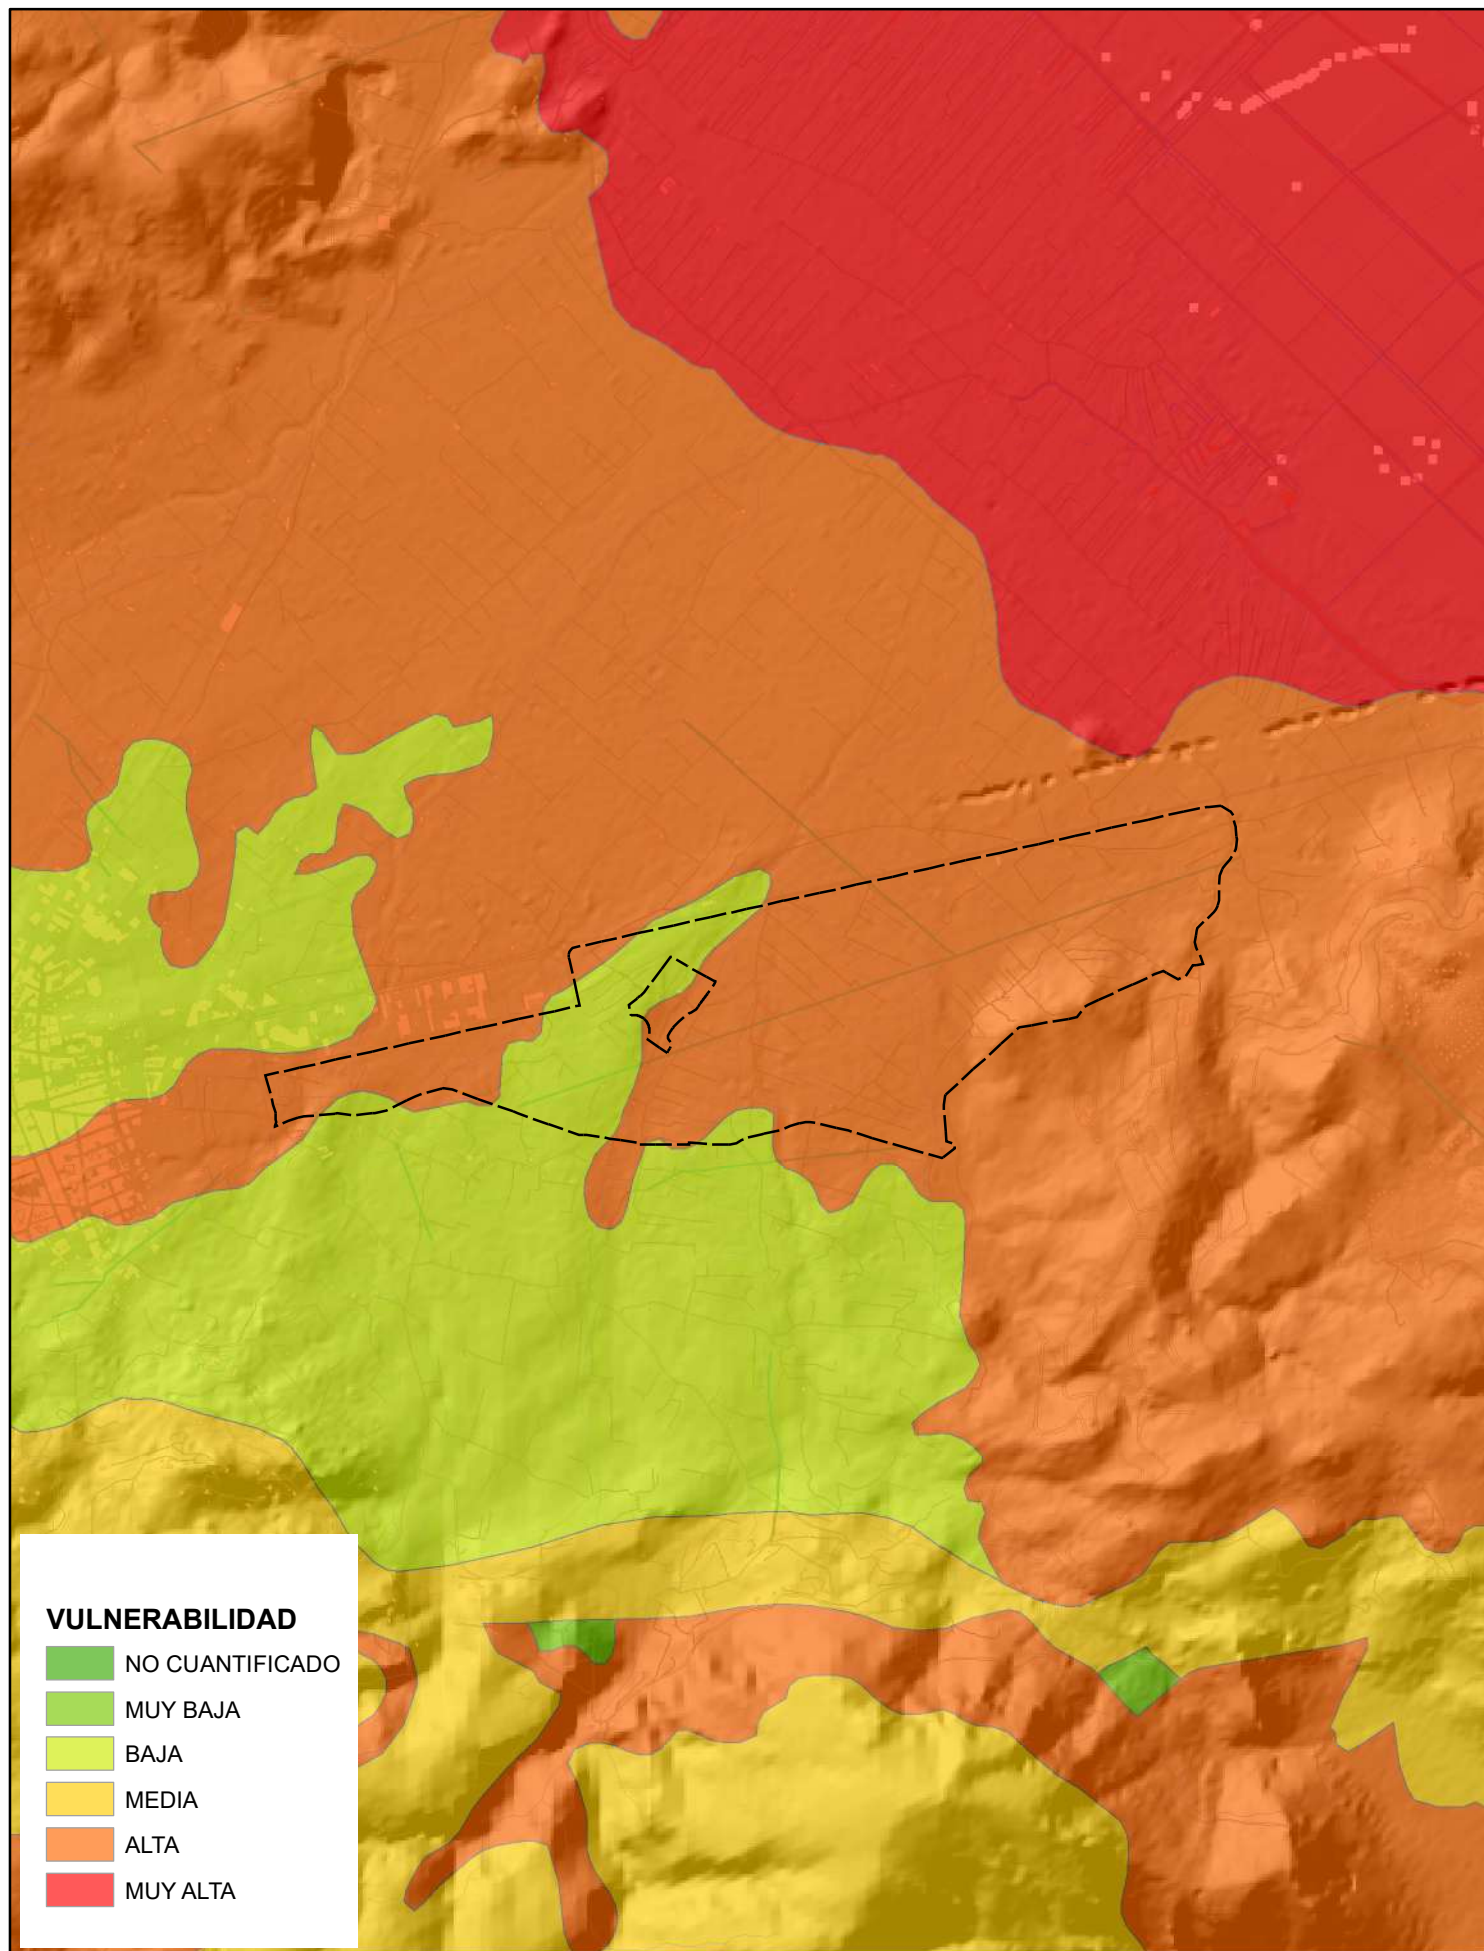 VULNERABILIDAD
NO CUANTIFICADO
MUY BAJA
BAJA
MEDIA
ALTA
MUY ALTA